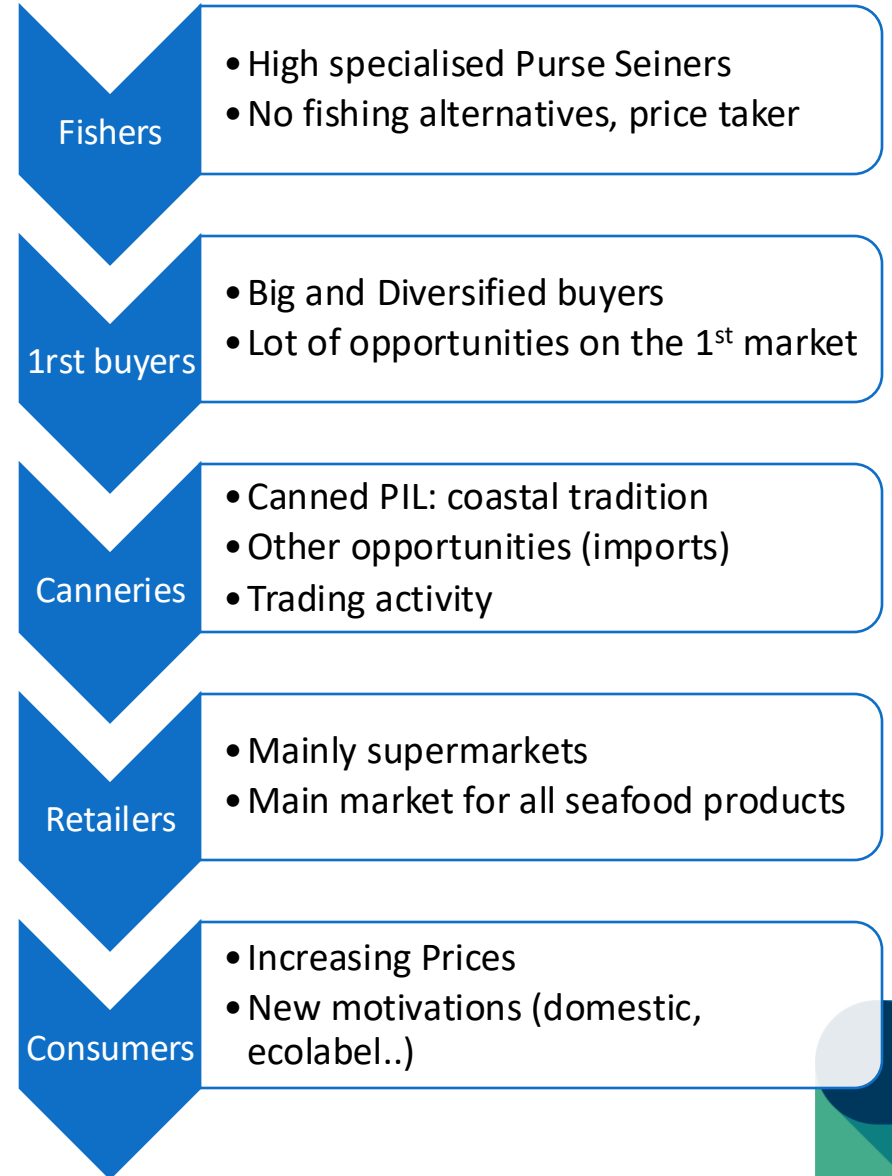 Fishers
• High specialised Purse Seiners
• No fishing alternatives, price taker
1rst buyers
• Big and Diversified buyers
• Lot of opportunities on the 1st market
Canneries
• Canned PIL: coastal tradition
• Other opportunities (imports)
• Trading activity
Retailers
• Mainly supermarkets
• Main market for all seafood products
Consumers
• Increasing Prices
• New motivations (domestic,
ecolabel..)